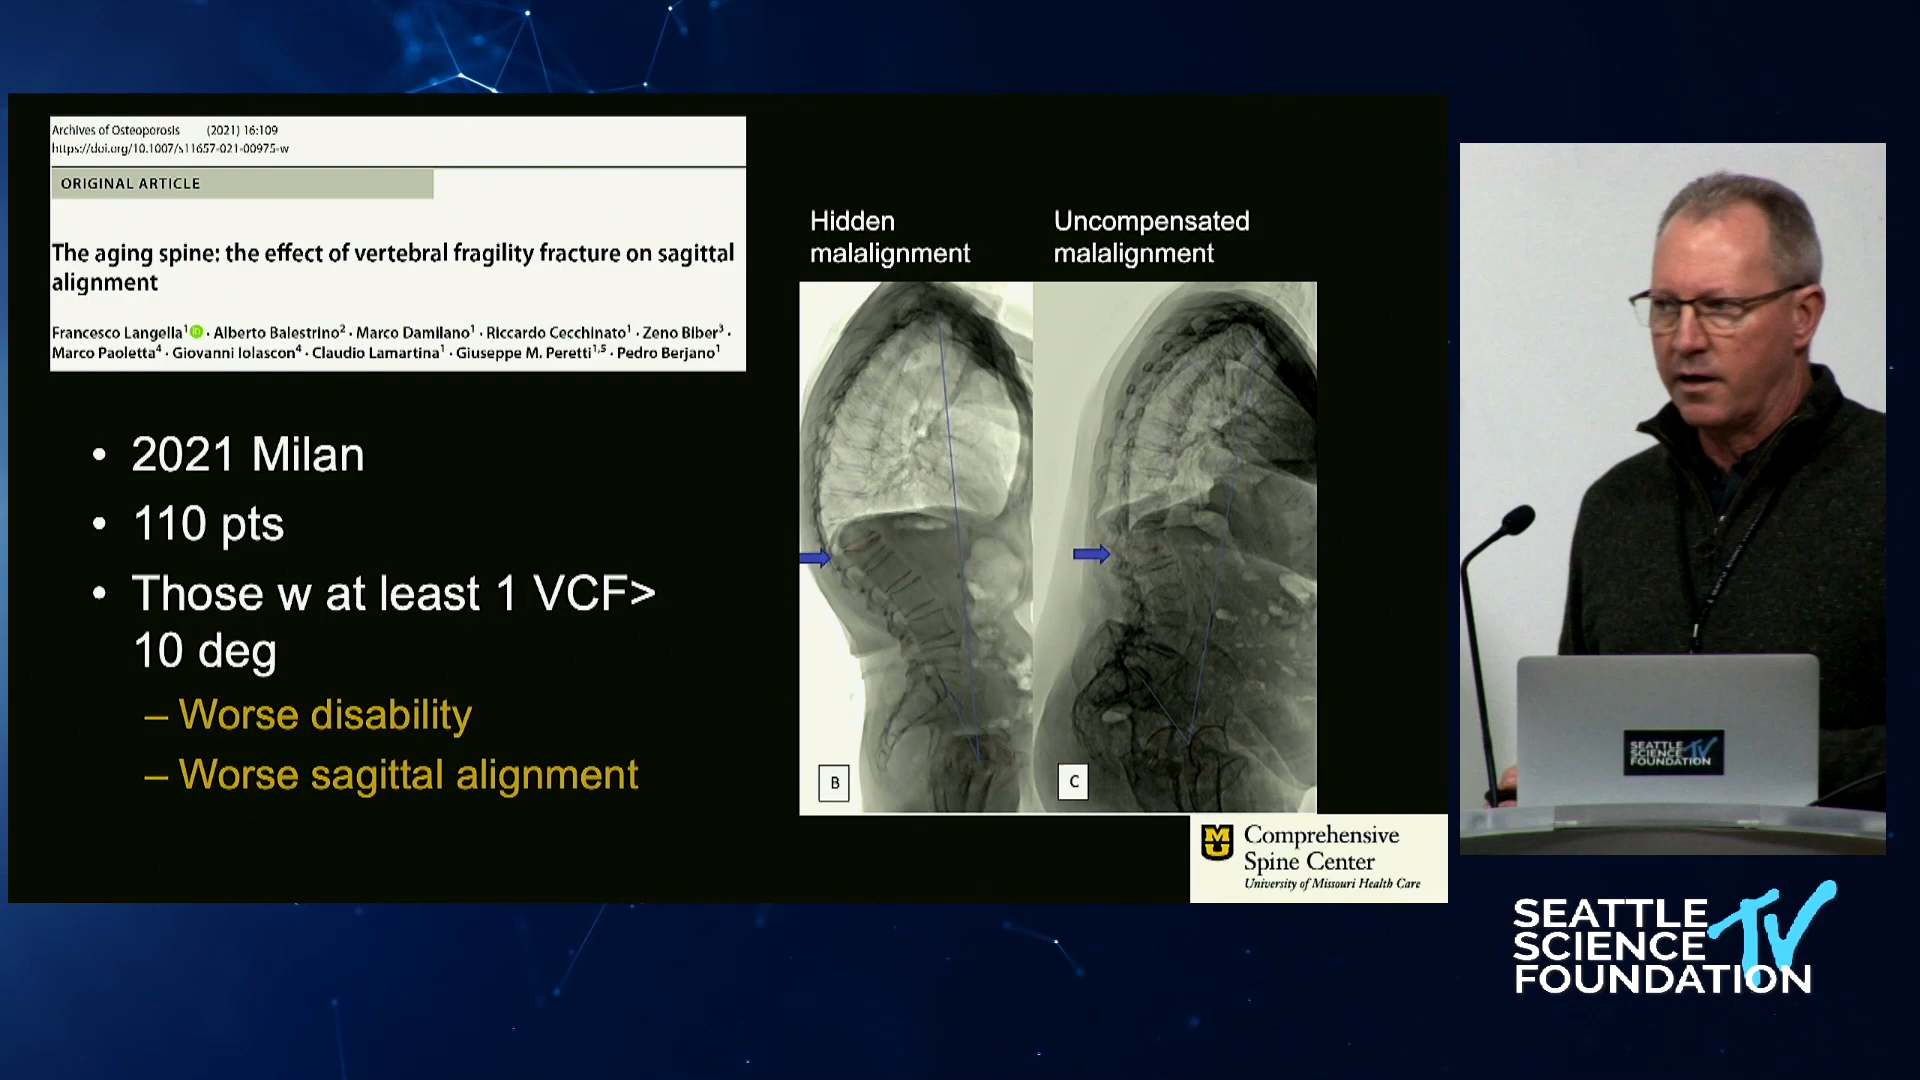 Archives of Osteoporosis (2021) 16:109
https://doi.org/10.1007/s11657-021-00975-w
ORIGINAL ARTICLE
The aging spine: the effect of vertebral fragility fracture on sagittal
alignment
Francesco Langella1 · Alberto Balestrino2 · Marco Damilano1 · Riccardo Cecchinato1 · Zeno Biber3 ·
Marco Paoletta4 · Giovanni Iolascon4 · Claudio Lamartina1 · Giuseppe M. Peretti1,5 · Pedro Berjano1
• 2021 Milan
• 110 pts
• Those w at least 1 VCF>
10 deg
– Worse disability
– Worse sagittal alignment
Hidden
malalignment
Uncompensated
malalignment
B
C
Comprehensive
Spine Center
University of Missouri Health Care
SEATTLE
SCIENCE TV
FOUNDATION
SEATTLE
SCIENCE TV
FOUNDATION